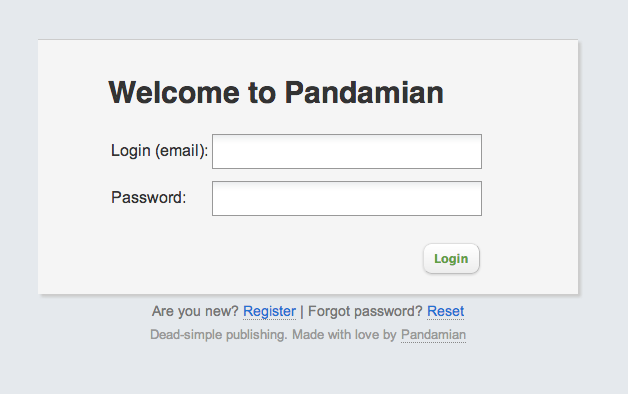 Welcome to Pandamian
Login (email):
Password:
Login
Are you new? Register | Forgot password? Reset
Dead-simple publishing. Made with love by Pandamian